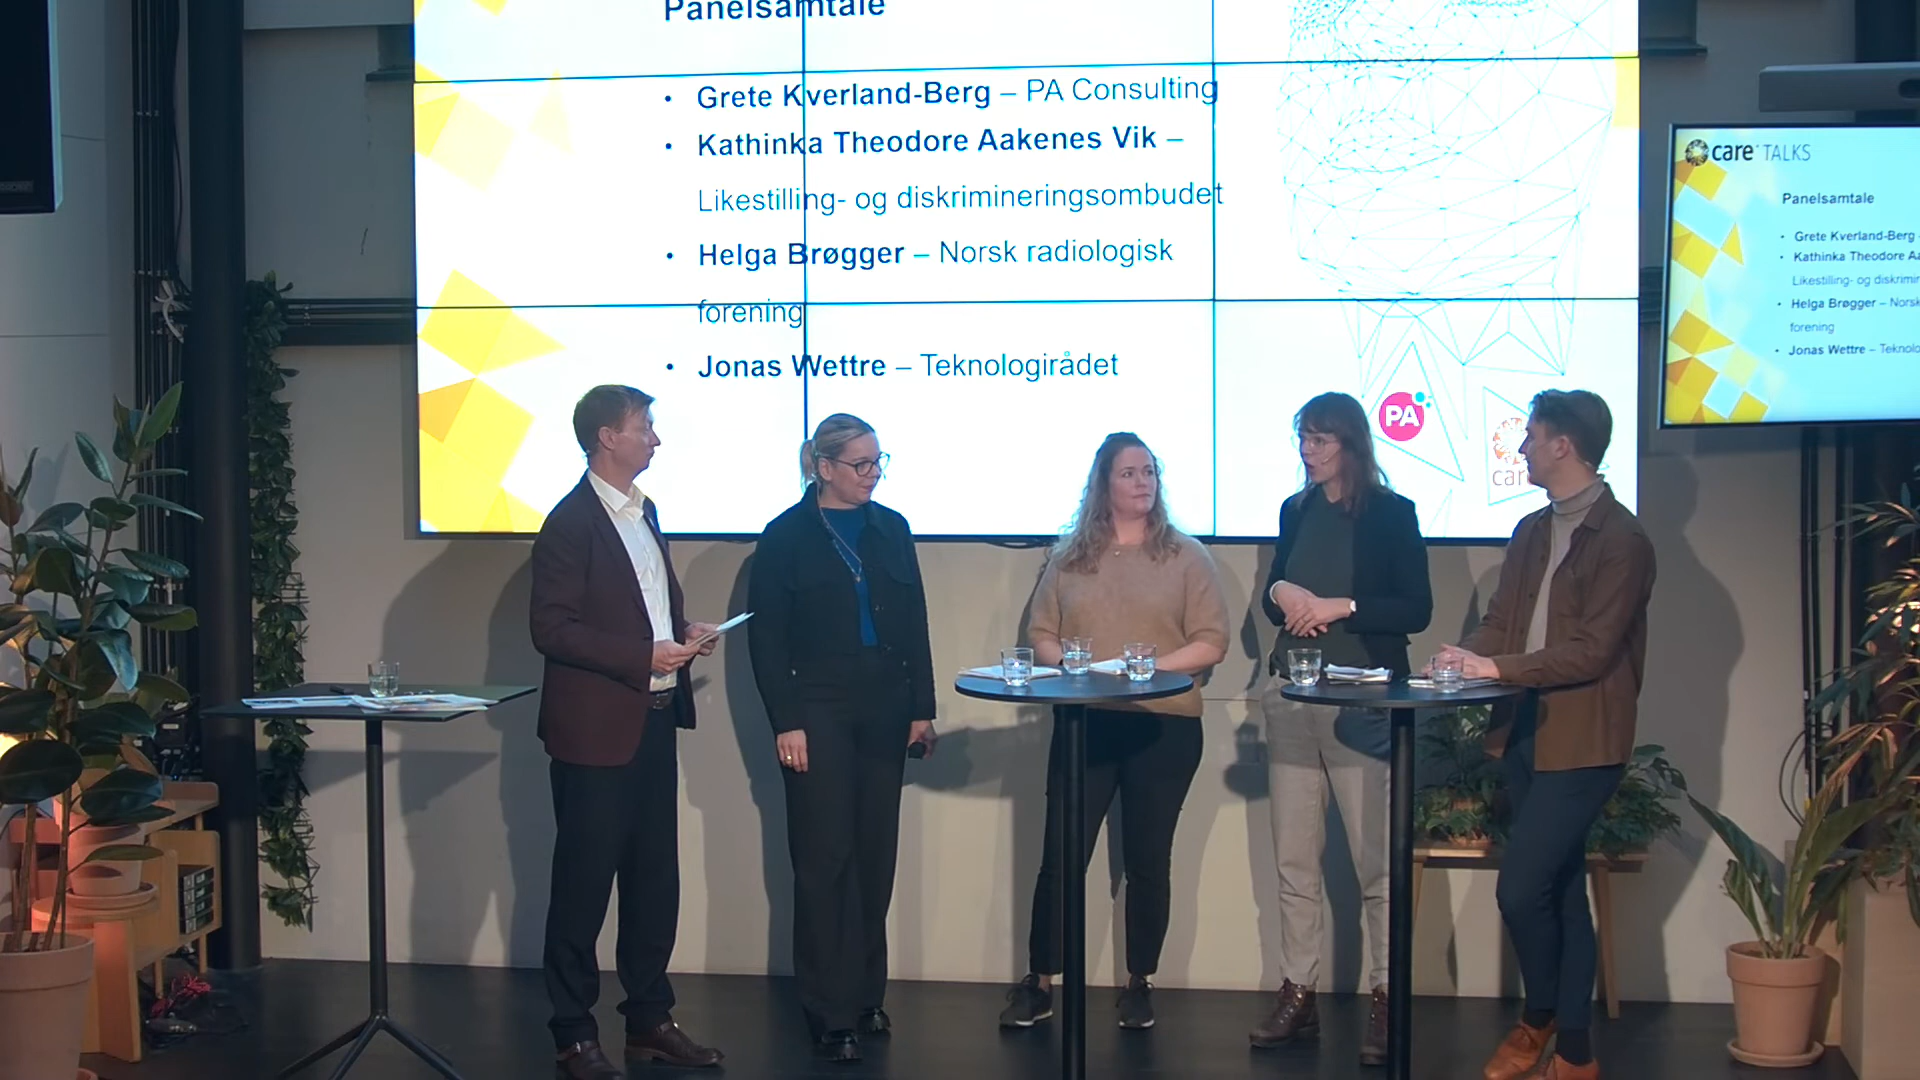 Panelsamtale
• Grete Kverland-Berg – PA Consulting
• Kathinka Theodore Aakenes Vik –
Likestilling- og diskrimineringsombudet
• Helga Brøgger – Norsk radiologisk
forening
• Jonas Wettre – Teknologirådet
PA
care TALKS
Panelsamtale
• Grete Kverland-Berg
• Kathinka Theodore
Likestilling- og
• Helga Brøgger – Norsk
forening
• Jonas Wettre –